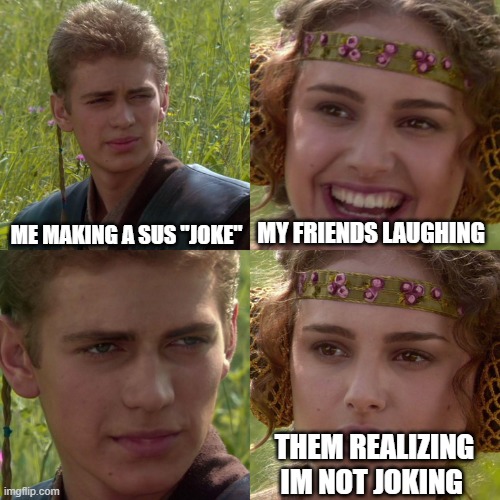 ME MAKING A SUS "JOKE"
MY FRIENDS LAUGHING
THEM REALIZING
IM NOT JOKING
imgflip.com